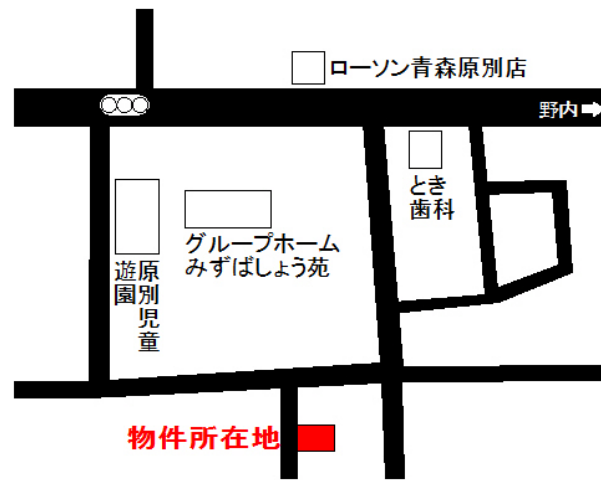 ローソン青森原別店
野内
とき
歯科
グループホーム
みずばしょう苑
原別児童
遊園
物件所在地